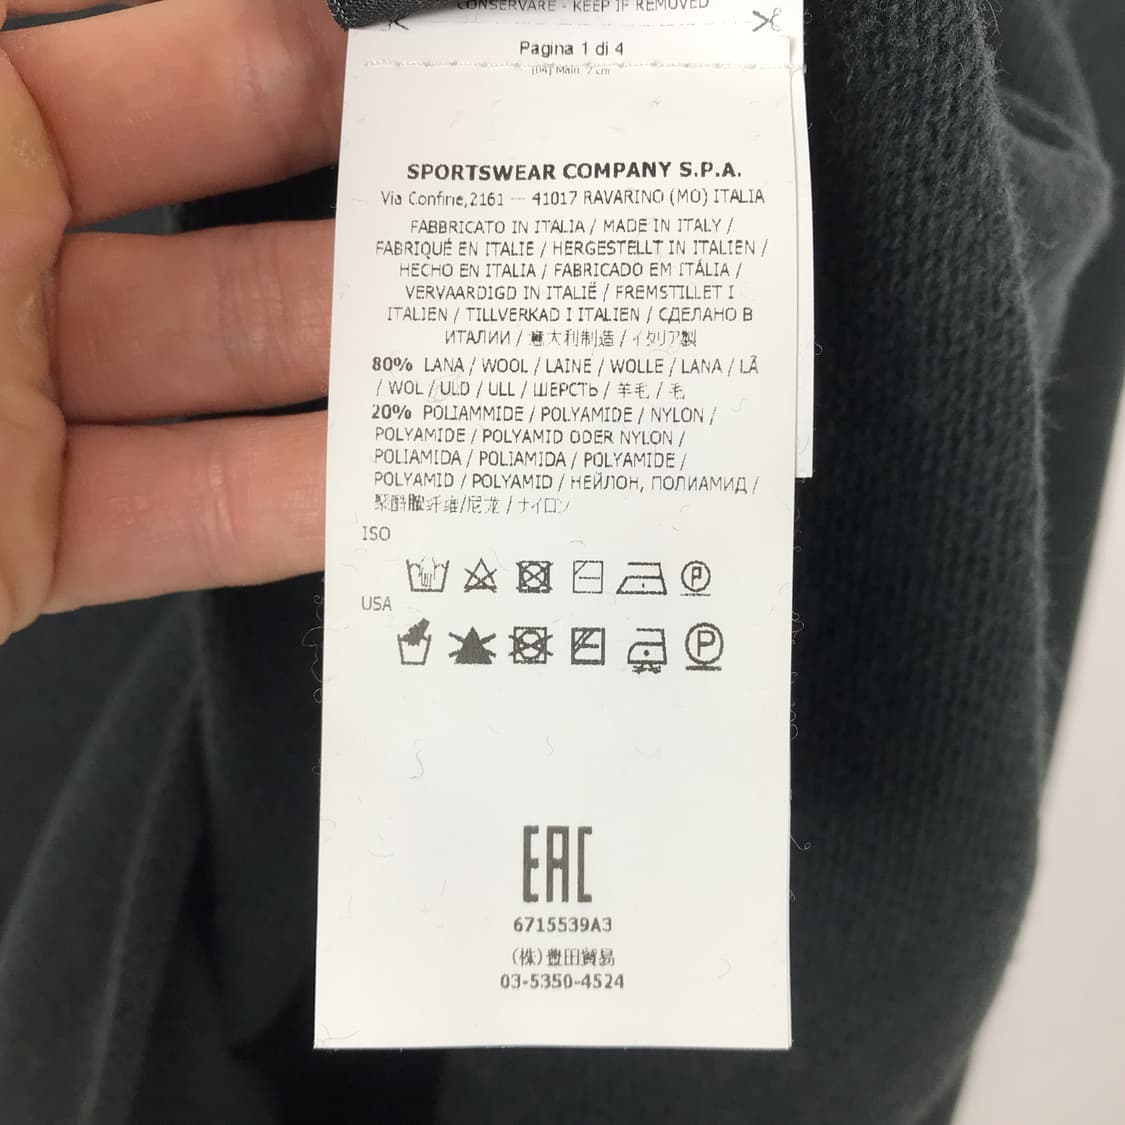 CONSERVARE - KEEP IF REMOVED
Pagina 1 di 4
[04] Main 2 cm
SPORTSWEAR COMPANY S.P.A.
Via Confine,2161 — 41017 RAVARINO (MO) ITALIA
FABBRICATO IN ITALIA / MADE IN ITALY /
FABRIQUÉ EN ITALIE / HERGESTELLT IN ITALIEN /
HECHO EN ITALIA / FABRICADO EM ITÁLIA /
VERVAARDIGD IN ITALIË / FREMSTILLET I
ITALIEN / TILLVERKAD I ITALIEN / СДЕЛАНО В
ИТАЛИИ / 意大利制造 / イタリア製
80% LANA / WOOL / LAINE / WOLLE / LANA / LÃ
/ WOL / ULD / ULL / ШЕРСТЬ / 羊毛 / 毛
20% POLIAMMIDE / POLYAMIDE / NYLON /
POLYAMIDE / POLYAMID ODER NYLON /
POLIAMIDA / POLIAMIDA / POLYAMIDE /
POLYAMID / POLYAMID / НЕЙЛОН, ПОЛИАМИД /
聚酰胺纤维/尼龙 / ナイロン
ISO
P
USA
P
EAC
6715539A3
(株)豊田貿易
03-5350-4524